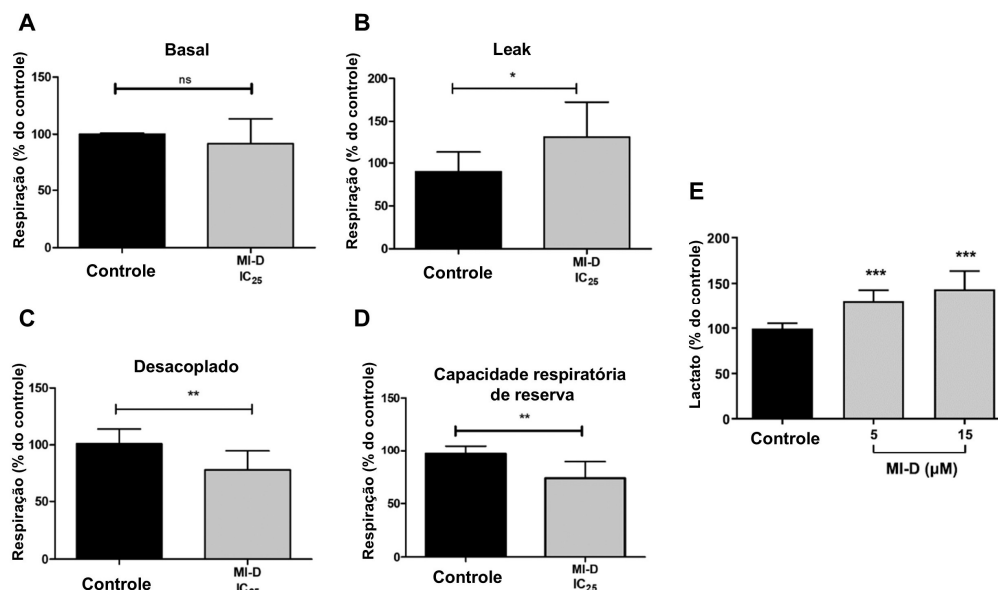 A
Basal
Respiração (% do controle)
150
100
50
0
ns
Controle
MI-D
IC25
B
Leak
Respiração (% do controle)
200
150
100
50
0
*
Controle
MI-D
IC25
C
Desacoplado
Respiração (% do controle)
150
100
50
0
**
Controle
MI-D
D
Capacidade respiratória
de reserva
Respiração (% do controle)
150
100
50
0
**
Controle
MI-D
IC25
E
Lactato (% do controle)
200
150
100
50
0
*** ***
Controle
5 15
MI-D (µM)